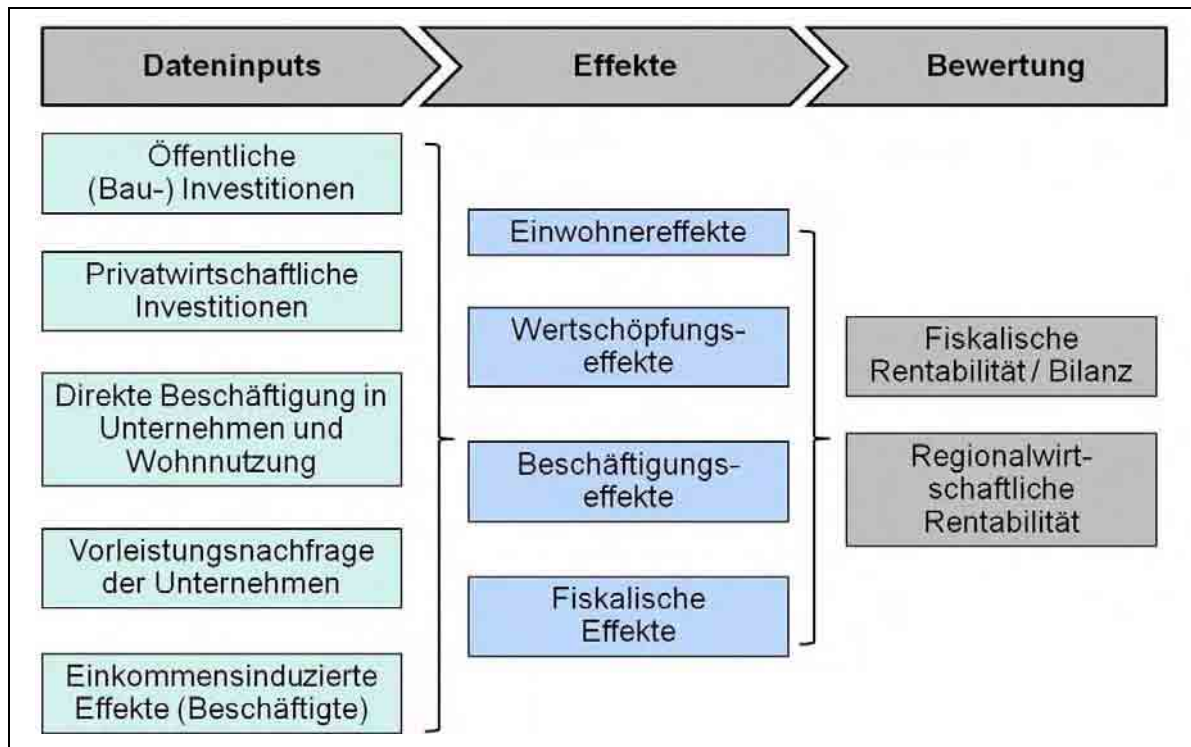 Dateninputs
Effekte
Bewertung
Öffentliche
(Bau-) Investitionen
Privatwirtschaftliche
Investitionen
Direkte Beschäftigung in
Unternehmen und
Wohnnutzung
Vorleistungsnachfrage
der Unternehmen
Einkommensinduzierte
Effekte (Beschäftigte)
Einwohnereffekte
Wertschöpfungs-
effekte
Beschäftigungs-
effekte
Fiskalische
Effekte
Fiskalische
Rentabilität / Bilanz
Regionalwirt-
schaftliche
Rentabilität